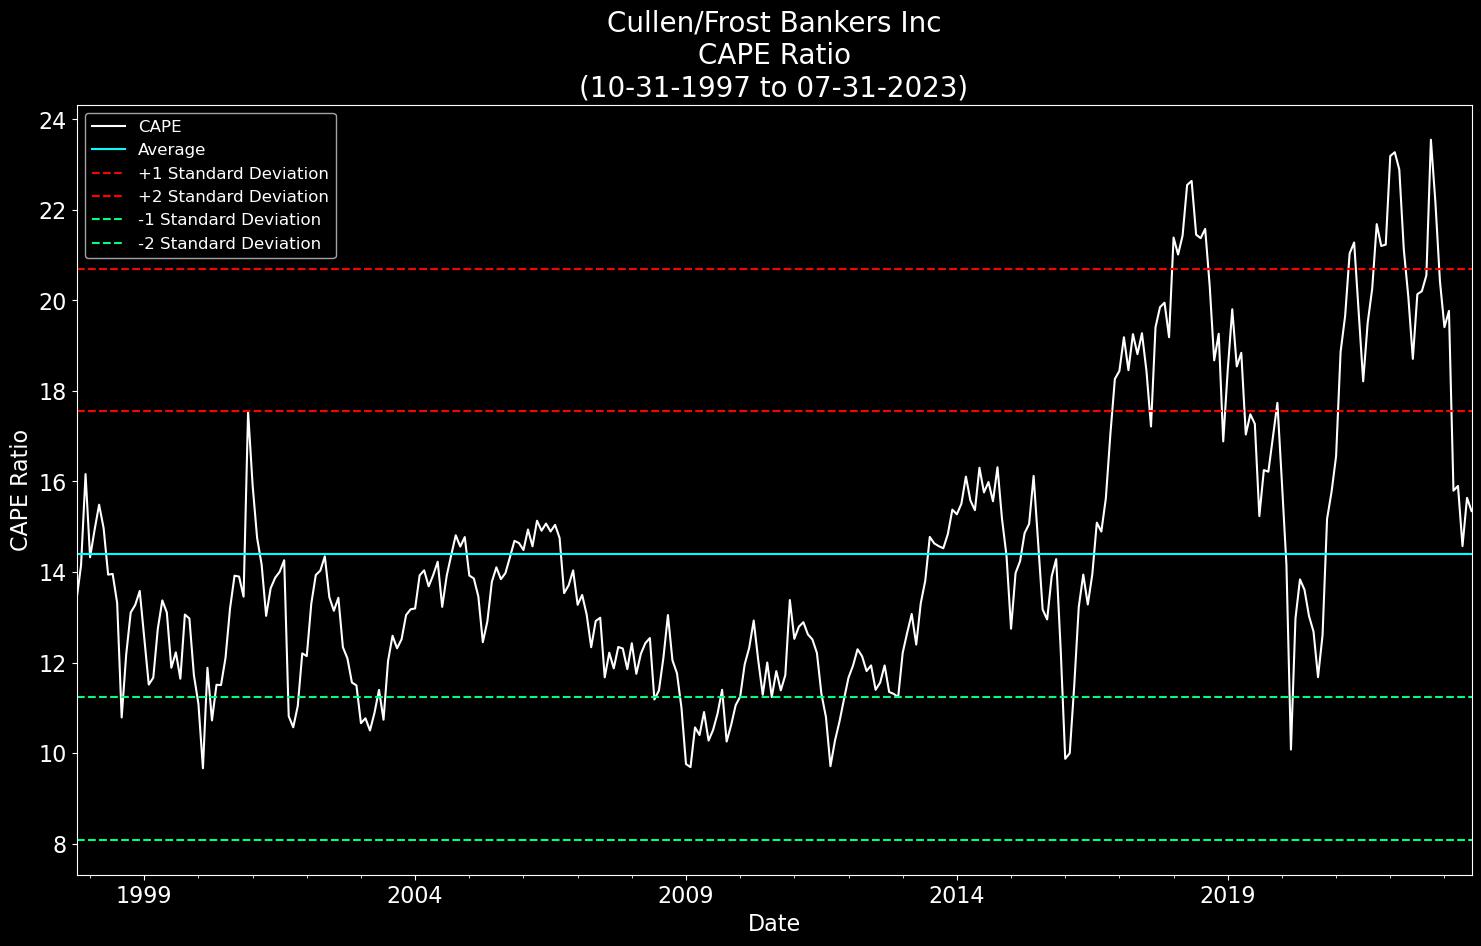 Cullen/Frost Bankers Inc
CAPE Ratio
(10-31-1997 to 07-31-2023)
CAPE
Average
+1 Standard Deviation
+2 Standard Deviation
-1 Standard Deviation
-2 Standard Deviation
24
22
20
18
16
14
12
10
8
CAPE Ratio
1999
2004
2009
2014
2019
Date